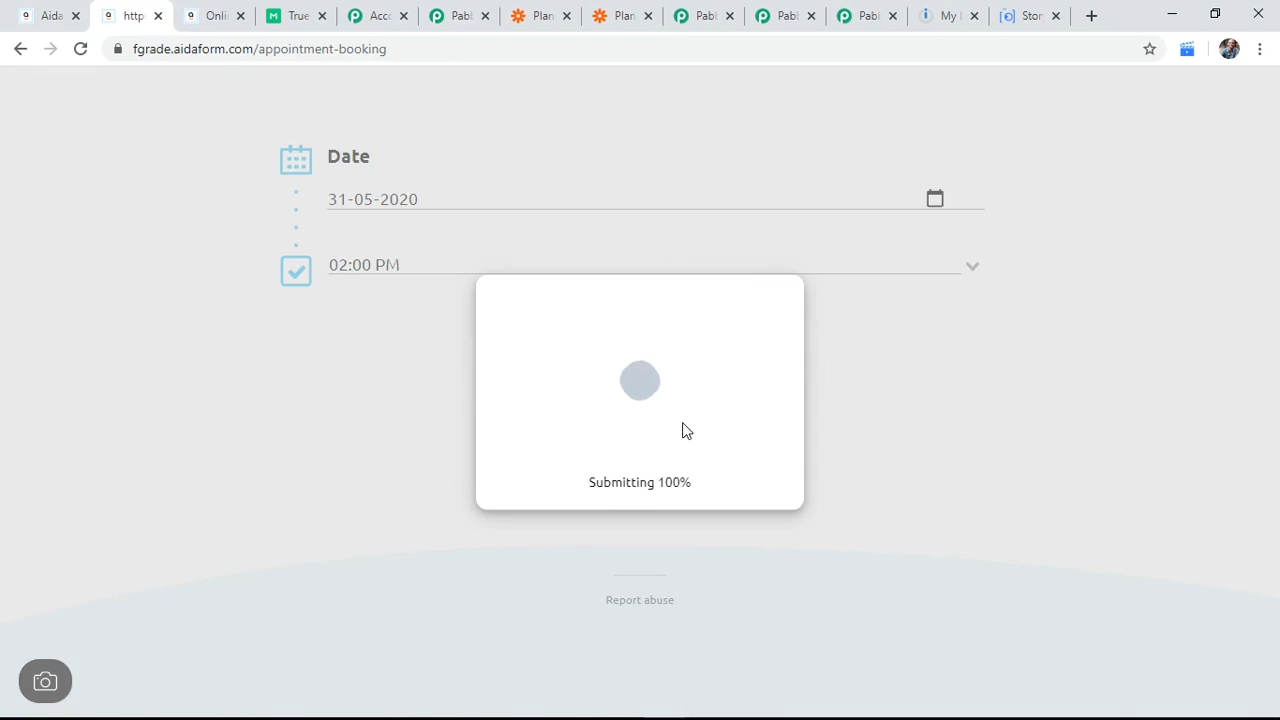 Aida
http
Onli
True
Acco
Pabl
Plan
Plan
Pabl
Pabl
Pabl
My
Stor
fgrade.aidaform.com/appointment-booking
Date
31-05-2020
02:00 PM
Submitting 100%
Report abuse